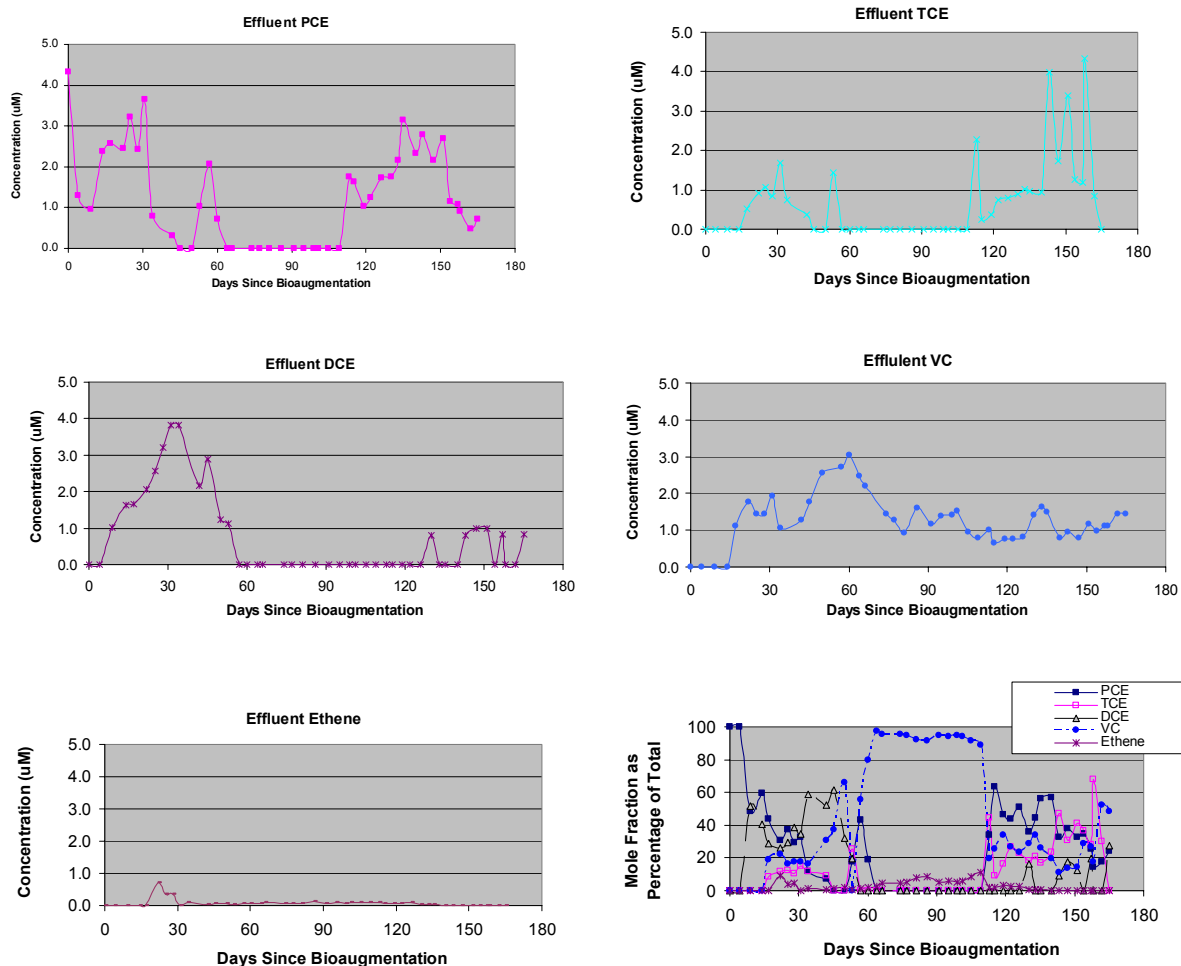 Effluent PCE
5.0
4.0
3.0
2.0
1.0
0.0
Concentration (uM)
0 30 60 90 120 150 180
Days Since Bioaugmentation
Effluent TCE
5.0
4.0
3.0
2.0
1.0
0.0
Concentration (uM)
0 30 60 90 120 150 180
Days Since Bioaugmentation
Effluent DCE
5.0
4.0
3.0
2.0
1.0
0.0
Concentration (uM)
0 30 60 90 120 150 180
Days Since Bioaugmentation
Efflulent VC
5.0
4.0
3.0
2.0
1.0
0.0
Concentration (uM)
0 30 60 90 120 150 180
Days Since Bioaugmentation
Effluent Ethene
5.0
4.0
3.0
2.0
1.0
0.0
Concentration (uM)
0 30 60 90 120 150 180
Days Since Bioaugmentation
PCE
TCE
DCE
VC
Ethene
100
80
60
40
20
0
Mole Fraction as
Percentage of Total
0 30 60 90 120 150 180
Days Since Bioaugmentation